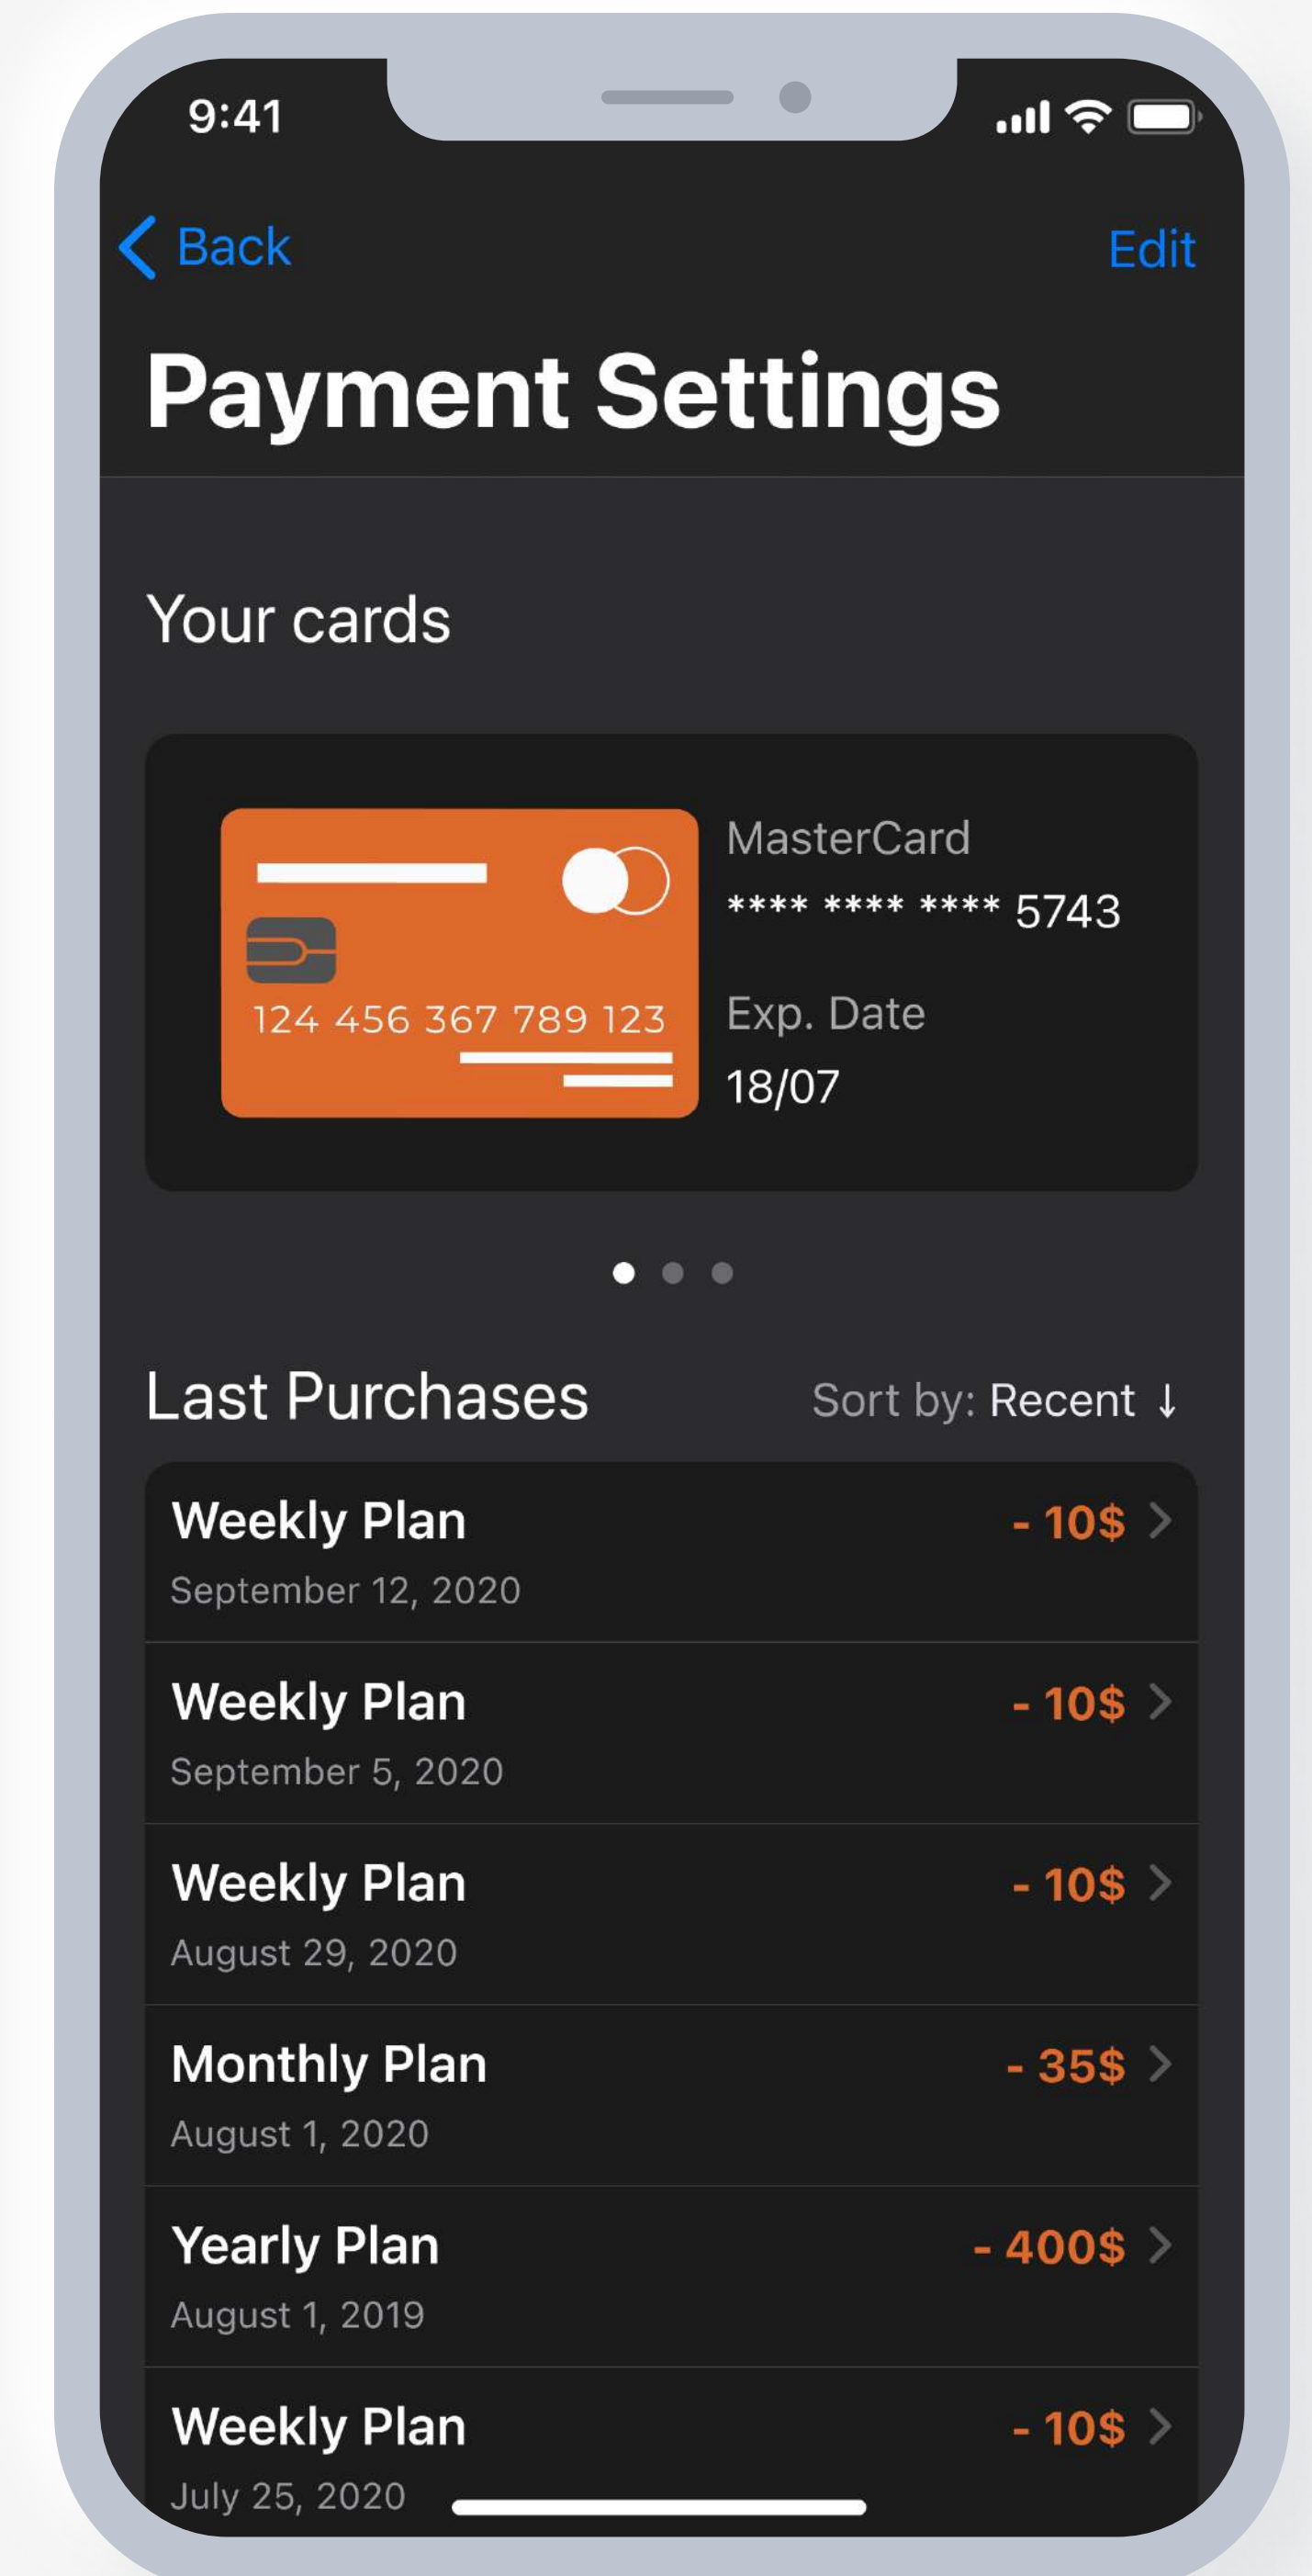 9:41
Back
Edit
Payment Settings
Your cards
124 456 367 789 123
MasterCard
**** **** **** 5743
Exp. Date
18/07
Last Purchases
Sort by: Recent ↓
Weekly Plan
- 10$
September 12, 2020
Weekly Plan
- 10$
September 5, 2020
Weekly Plan
- 10$
August 29, 2020
Monthly Plan
- 35$
August 1, 2020
Yearly Plan
- 400$
August 1, 2019
Weekly Plan
- 10$
July 25, 2020